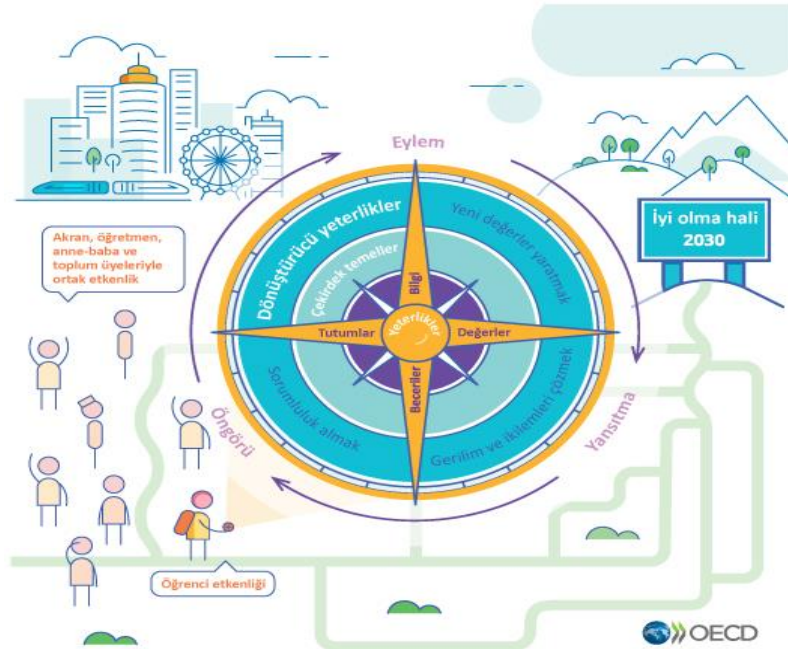 Eylem
İyi olma hali
2030
Akran, öğretmen,
anne-baba ve
toplum üyeleriyle
ortak etkenlik
Dönüştürücü yeterlikler
Yeni değerler yaratmak
Çekirdek temeller
Bilgi
Tutumlar
Yeterlikler
Değerler
Beceriler
Sorumluluk almak
Gerilim ve ikilemleri çözmek
Öngörü
Yansıtma
Öğrenci etkenliği
OECD